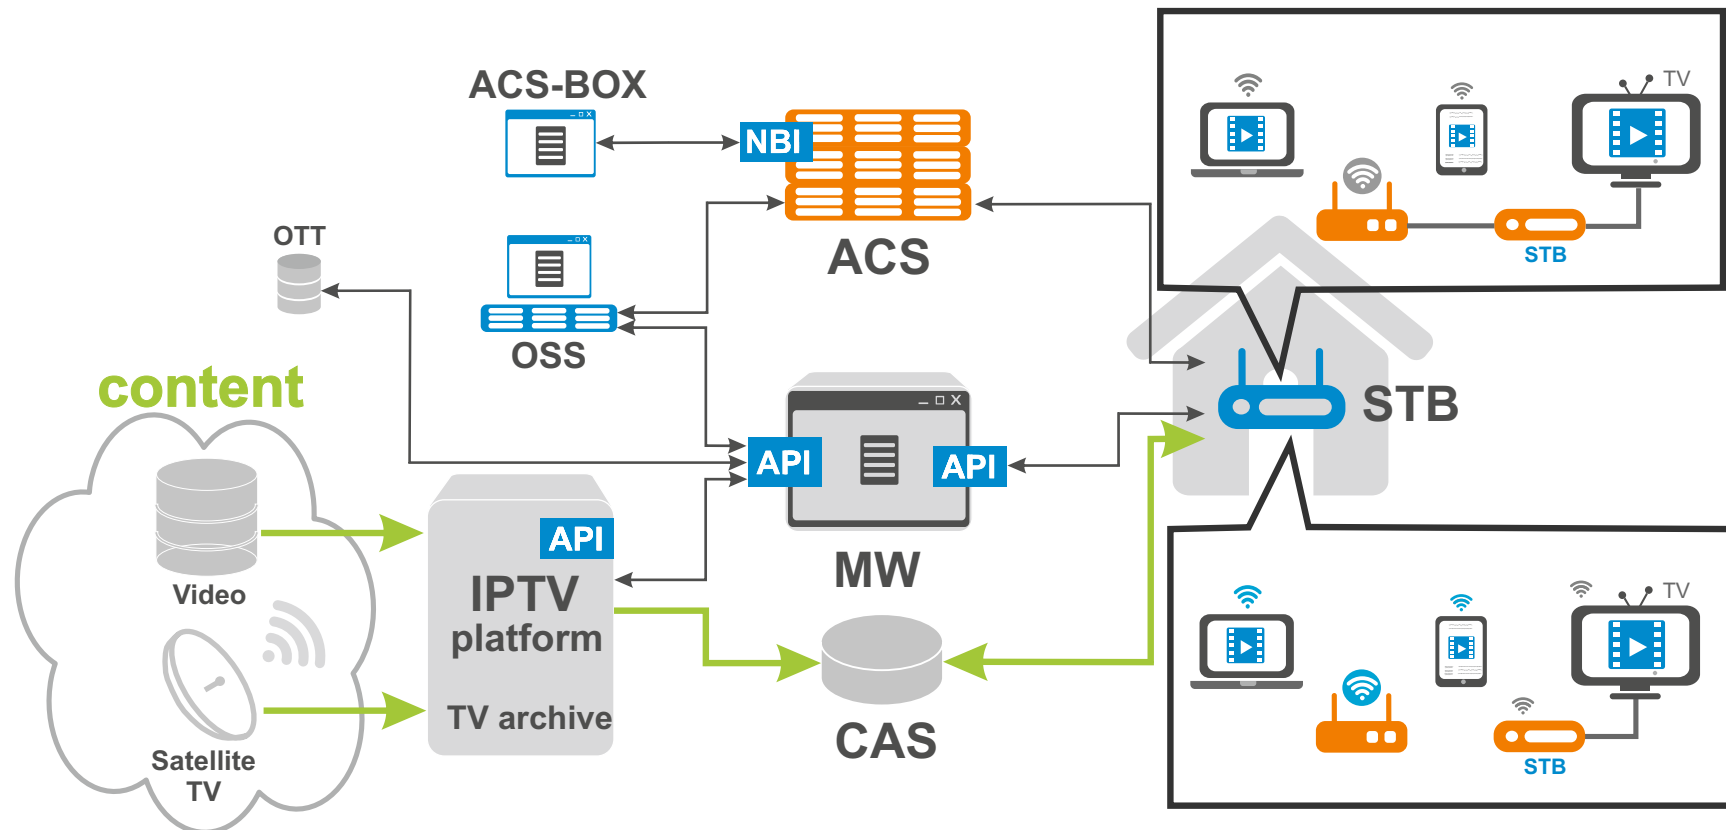 ACS-BOX
NBI
ACS
OTT
OSS
content
Video
Satellite
TV
API
IPTV
platform
TV archive
API
API
MW
CAS
STB
TV
STB
TV
STB